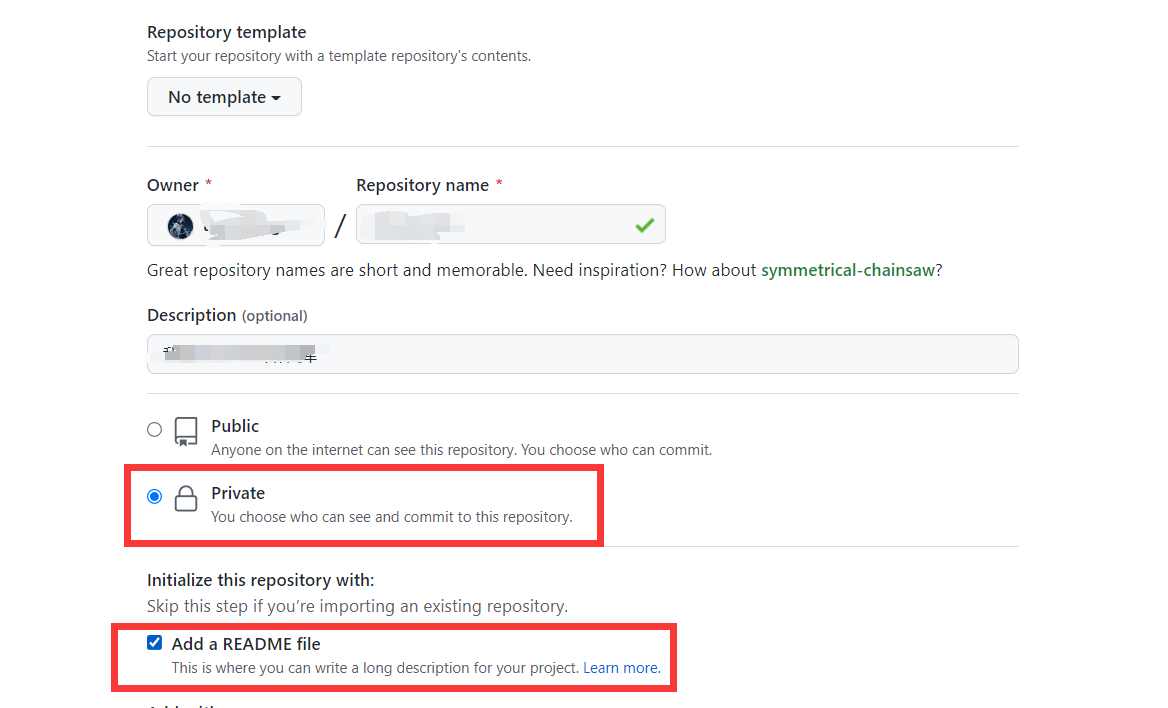 Repository template
Start your repository with a template repository's contents.
No template
Owner *
Repository name *
/
Great repository names are short and memorable. Need inspiration? How about symmetrical-chainsaw?
Description (optional)
Public
Anyone on the internet can see this repository. You choose who can commit.
Private
You choose who can see and commit to this repository.
Initialize this repository with:
Skip this step if you're importing an existing repository.
Add a README file
This is where you can write a long description for your project. Learn more.